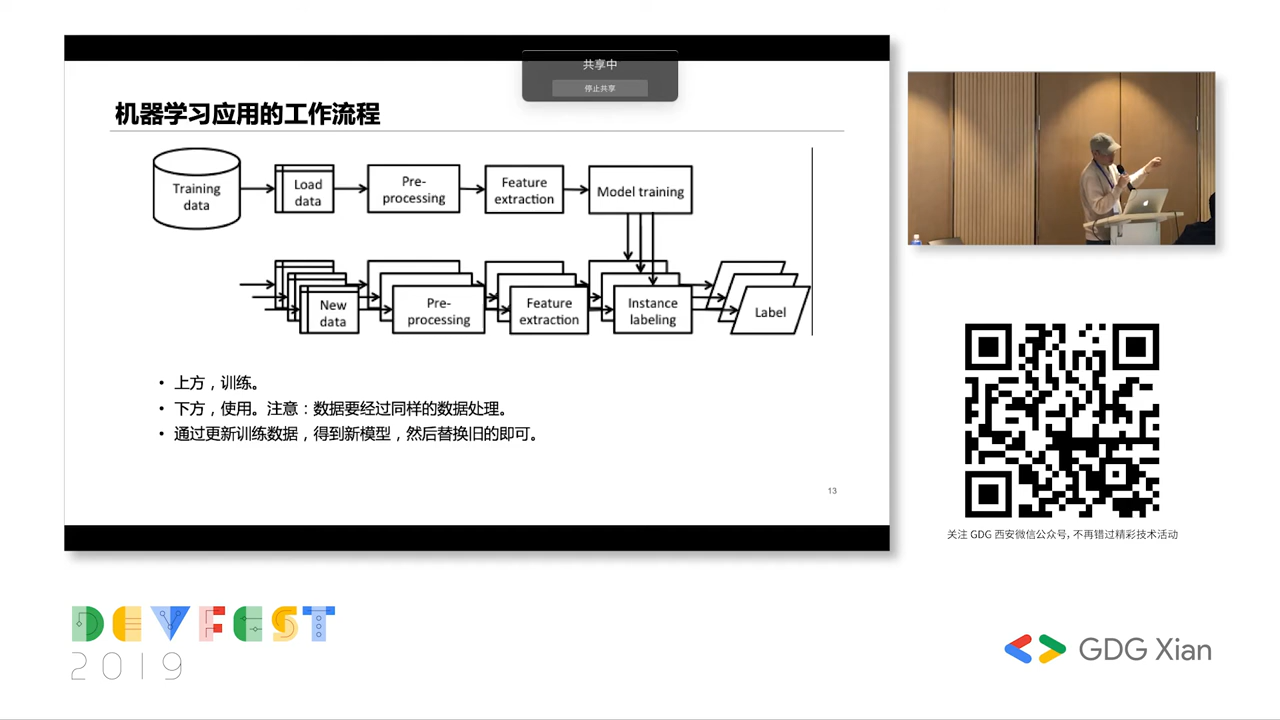 共享中
停止共享
机器学习应用的工作流程
Training
data
Load
data
Pre-
processing
Feature
extraction
Model training
New
data
Pre-
processing
Feature
extraction
Instance
labeling
Label
• 上方，训练。
• 下方，使用。注意：数据要经过同样的数据处理。
• 通过更新训练数据，得到新模型，然后替换旧的即可。
13
关注 GDG 西安微信公众号, 不再错过精彩技术活动
DEVFEST
2019
GDG Xian